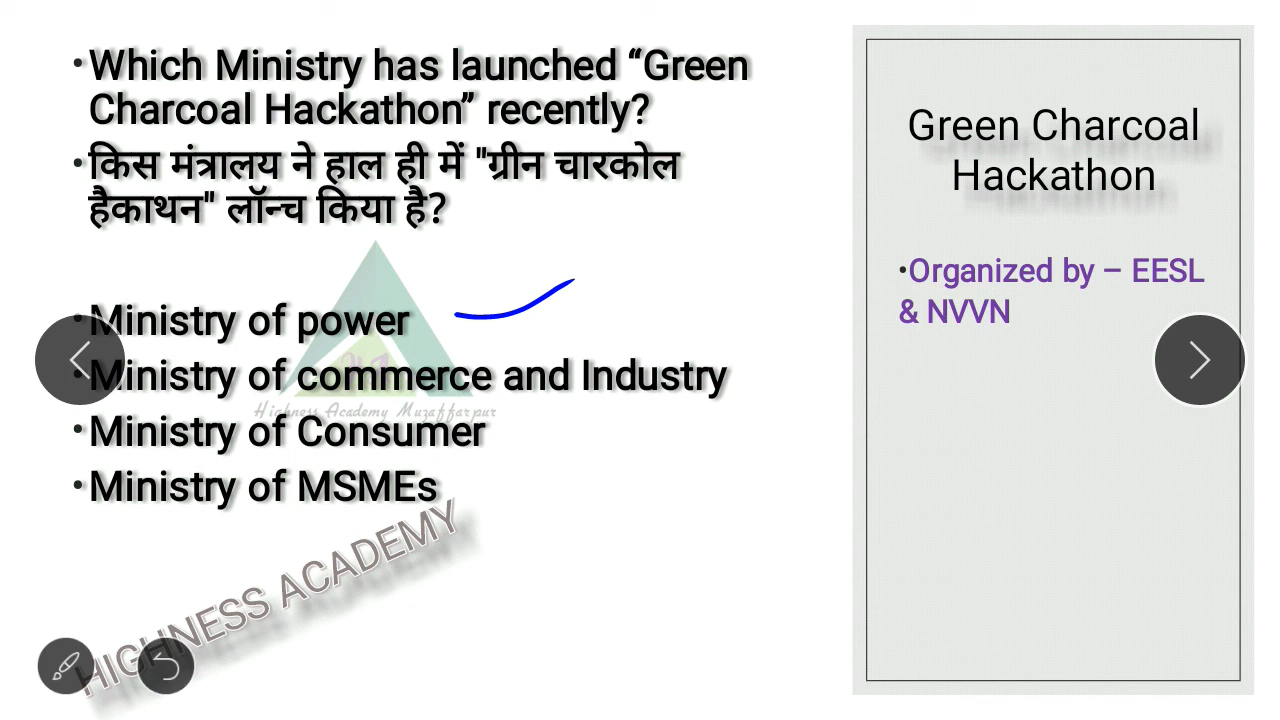 •Which Ministry has launched “Green
Charcoal Hackathon” recently?
•किस मंत्रालय ने हाल ही में "ग्रीन चारकोल
हैकाथन" लॉन्च किया है?
•Ministry of power
•Ministry of commerce and Industry
Highness Academy Muzaffarpur
•Ministry of Consumer
•Ministry of MSMEs
HIGHNESS ACADEMY
Green Charcoal
Hackathon
•Organized by – EESL
& NVVN